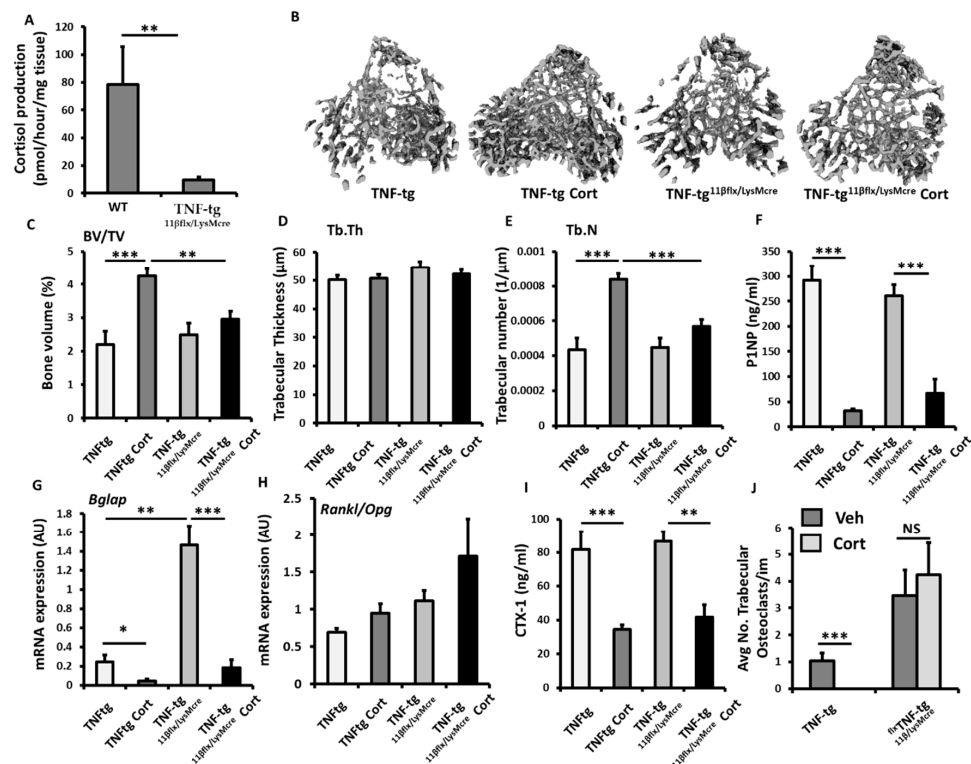 A
Cortisol production
(pmol/hour/mg tissue)
140
120
100
80
60
40
20
0
**
WT
TNF-tg
11βflx/LysMcre
B
TNF-tg
TNF-tg Cort
TNF-tg11βflx/LysMcre
TNF-tg11βflx/LysMcre Cort
C
BV/TV
Bone volume (%)
5
4
3
2
1
0
***
**
TNFtg
TNFtg Cort
TNF-tg
11βflx/LysMcre
TNF-tg
11βflx/LysMcre Cort
D
Tb.Th
Trabecular Thickness (μm)
60
50
40
30
20
10
0
TNFtg
TNFtg Cort
TNF-tg
11βflx/LysMcre
TNF-tg
11βflx/LysMcre Cort
E
Tb.N
Trabecular number (1/μm)
0.001
0.0008
0.0006
0.0004
0.0002
0
***
***
TNFtg
TNFtg Cort
TNF-tg
11βflx/LysMcre
TNF-tg
11βflx/LysMcre Cort
F
P1NP (ng/ml)
350
300
250
200
150
100
50
0
***
***
TNFtg
TNFtg Cort
TNF-tg
11βflx/LysMcre
TNF-tg
11βflx/LysMcre Cort
G
Bglap
mRNA expression (AU)
1.8
1.6
1.4
1.2
1
0.8
0.6
0.4
0.2
0
**
***
*
TNFtg
TNFtg Cort
TNF-tg
11βflx/LysMcre
TNF-tg
11βflx/LysMcre Cort
H
Rankl/Opg
mRNA expression (AU)
2.5
2
1.5
1
0.5
0
TNFtg
TNFtg Cort
TNF-tg
11βflx/LysMcre
TNF-tg
11βflx/LysMcre Cort
I
CTX-1 (ng/ml)
100
80
60
40
20
0
***
**
TNFtg
TNFtg Cort
TNF-tg
11βflx/LysMcre
TNF-tg
11βflx/LysMcre Cort
J
Veh
Cort
Avg No. Trabecular
Osteoclasts/im
6
5
4
3
2
1
0
***
NS
TNF-tg
flxTNF-tg
11β/LysMcre